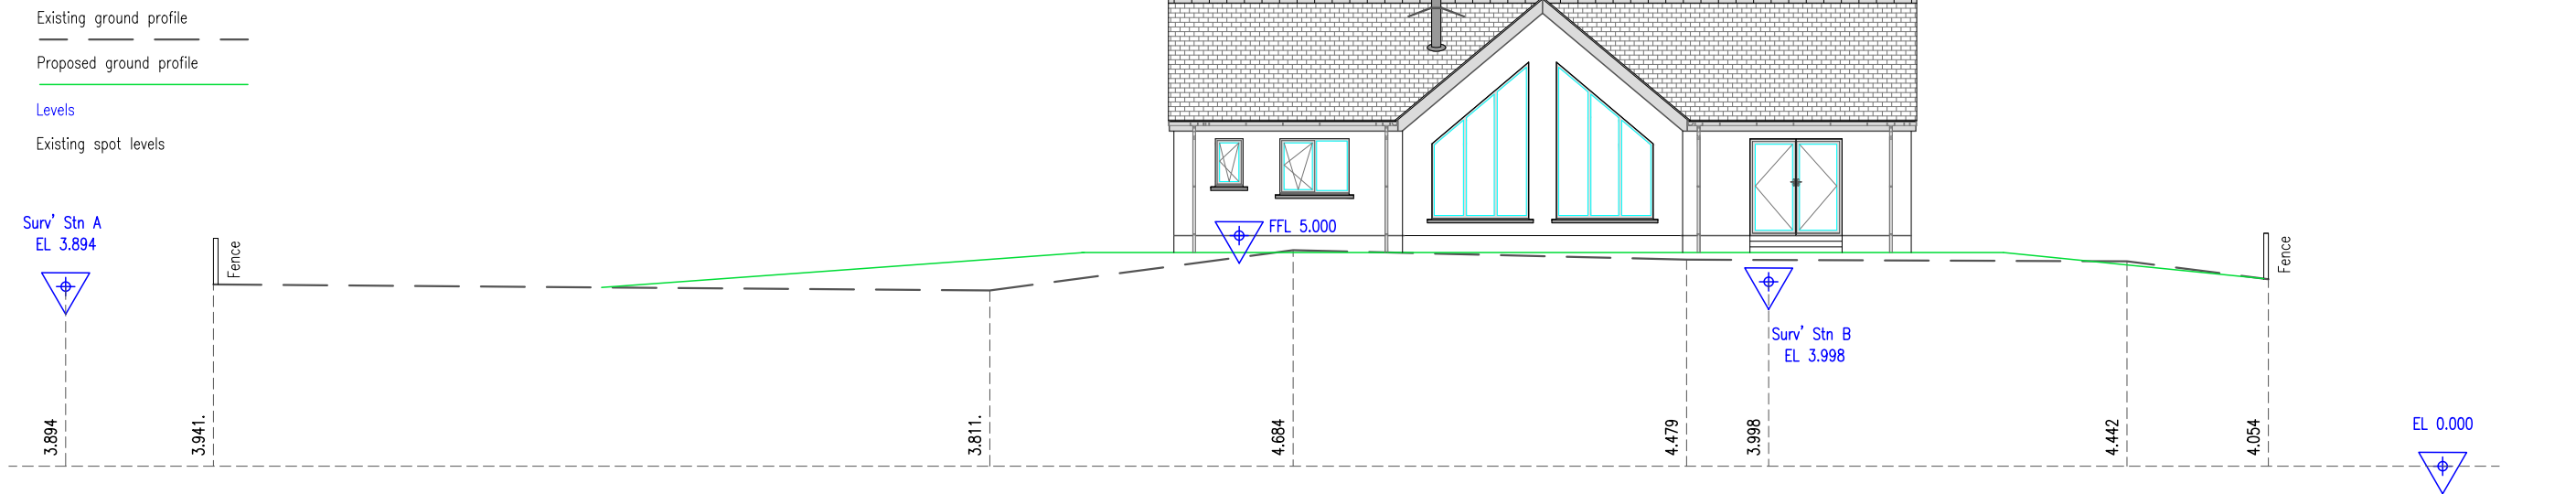 Existing ground profile
Proposed ground profile
Levels
Existing spot levels
Surv' Stn A
EL 3.894
Fence
FFL 5.000
Fence
Surv' Stn B
EL 3.998
3.894
3.941.
3.811.
4.684
4.479
3.998
4.442
4.054
EL 0.000